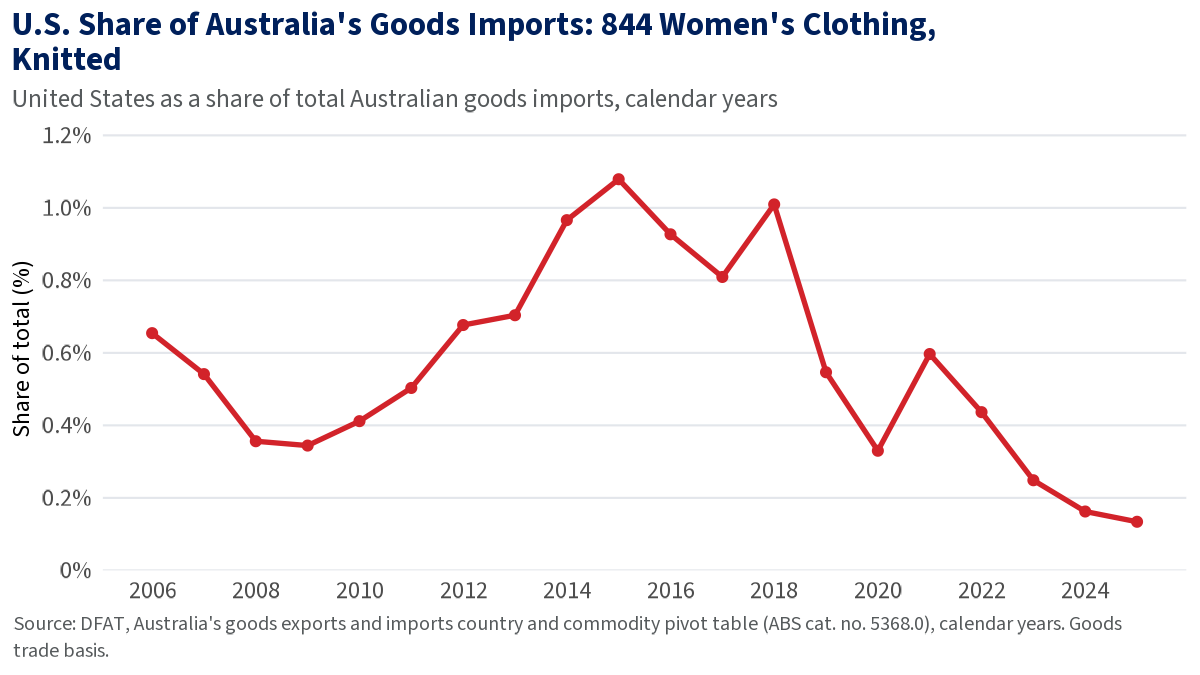 U.S. Share of Australia's Goods Imports: 844 Women's Clothing,
Knitted
United States as a share of total Australian goods imports, calendar years
Share of total (%)
1.2%
1.0%
0.8%
0.6%
0.4%
0.2%
0%
2006 2008 2010 2012 2014 2016 2018 2020 2022 2024
Source: DFAT, Australia's goods exports and imports country and commodity pivot table (ABS cat. no. 5368.0), calendar years. Goods
trade basis.